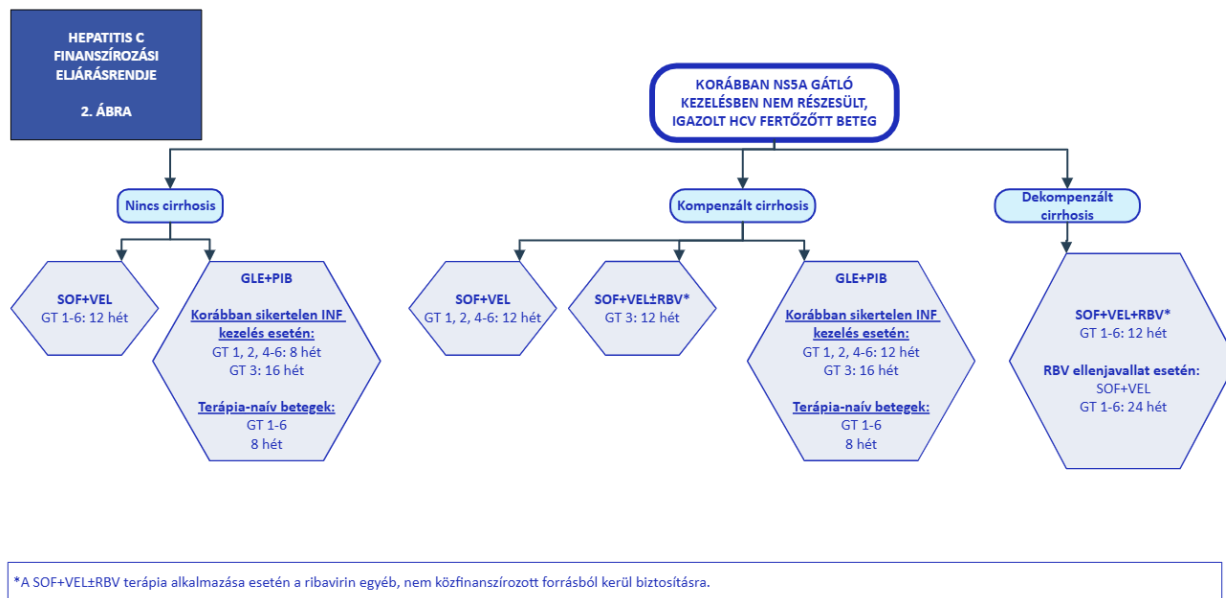 HEPATITIS C
FINANSZÍROZÁSI
ELJÁRÁSRENDJE
2. ÁBRA
KORÁBBAN NS5A GÁTLÓ
KEZELÉSBEN NEM RÉSZESÜLT,
IGAZOLT HCV FERTŐZŐTT BETEG
Nincs cirrhosis
Kompenzált cirrhosis
Dekompenzált
cirrhosis
SOF+VEL
GT 1-6: 12 hét
GLE+PIB
Korábban sikertelen INF
kezelés esetén:
GT 1, 2, 4-6: 8 hét
GT 3: 16 hét
Terápia-naív betegek:
GT 1-6
8 hét
SOF+VEL
GT 1, 2, 4-6: 12 hét
SOF+VEL±RBV*
GT 3: 12 hét
GLE+PIB
Korábban sikertelen INF
kezelés esetén:
GT 1, 2, 4-6: 12 hét
GT 3: 16 hét
Terápia-naív betegek:
GT 1-6
8 hét
SOF+VEL+RBV*
GT 1-6: 12 hét
RBV ellenjavallat esetén:
SOF+VEL
GT 1-6: 24 hét
*A SOF+VEL±RBV terápia alkalmazása esetén a ribavirin egyéb, nem közfinanszírozott forrásból kerül biztosításra.